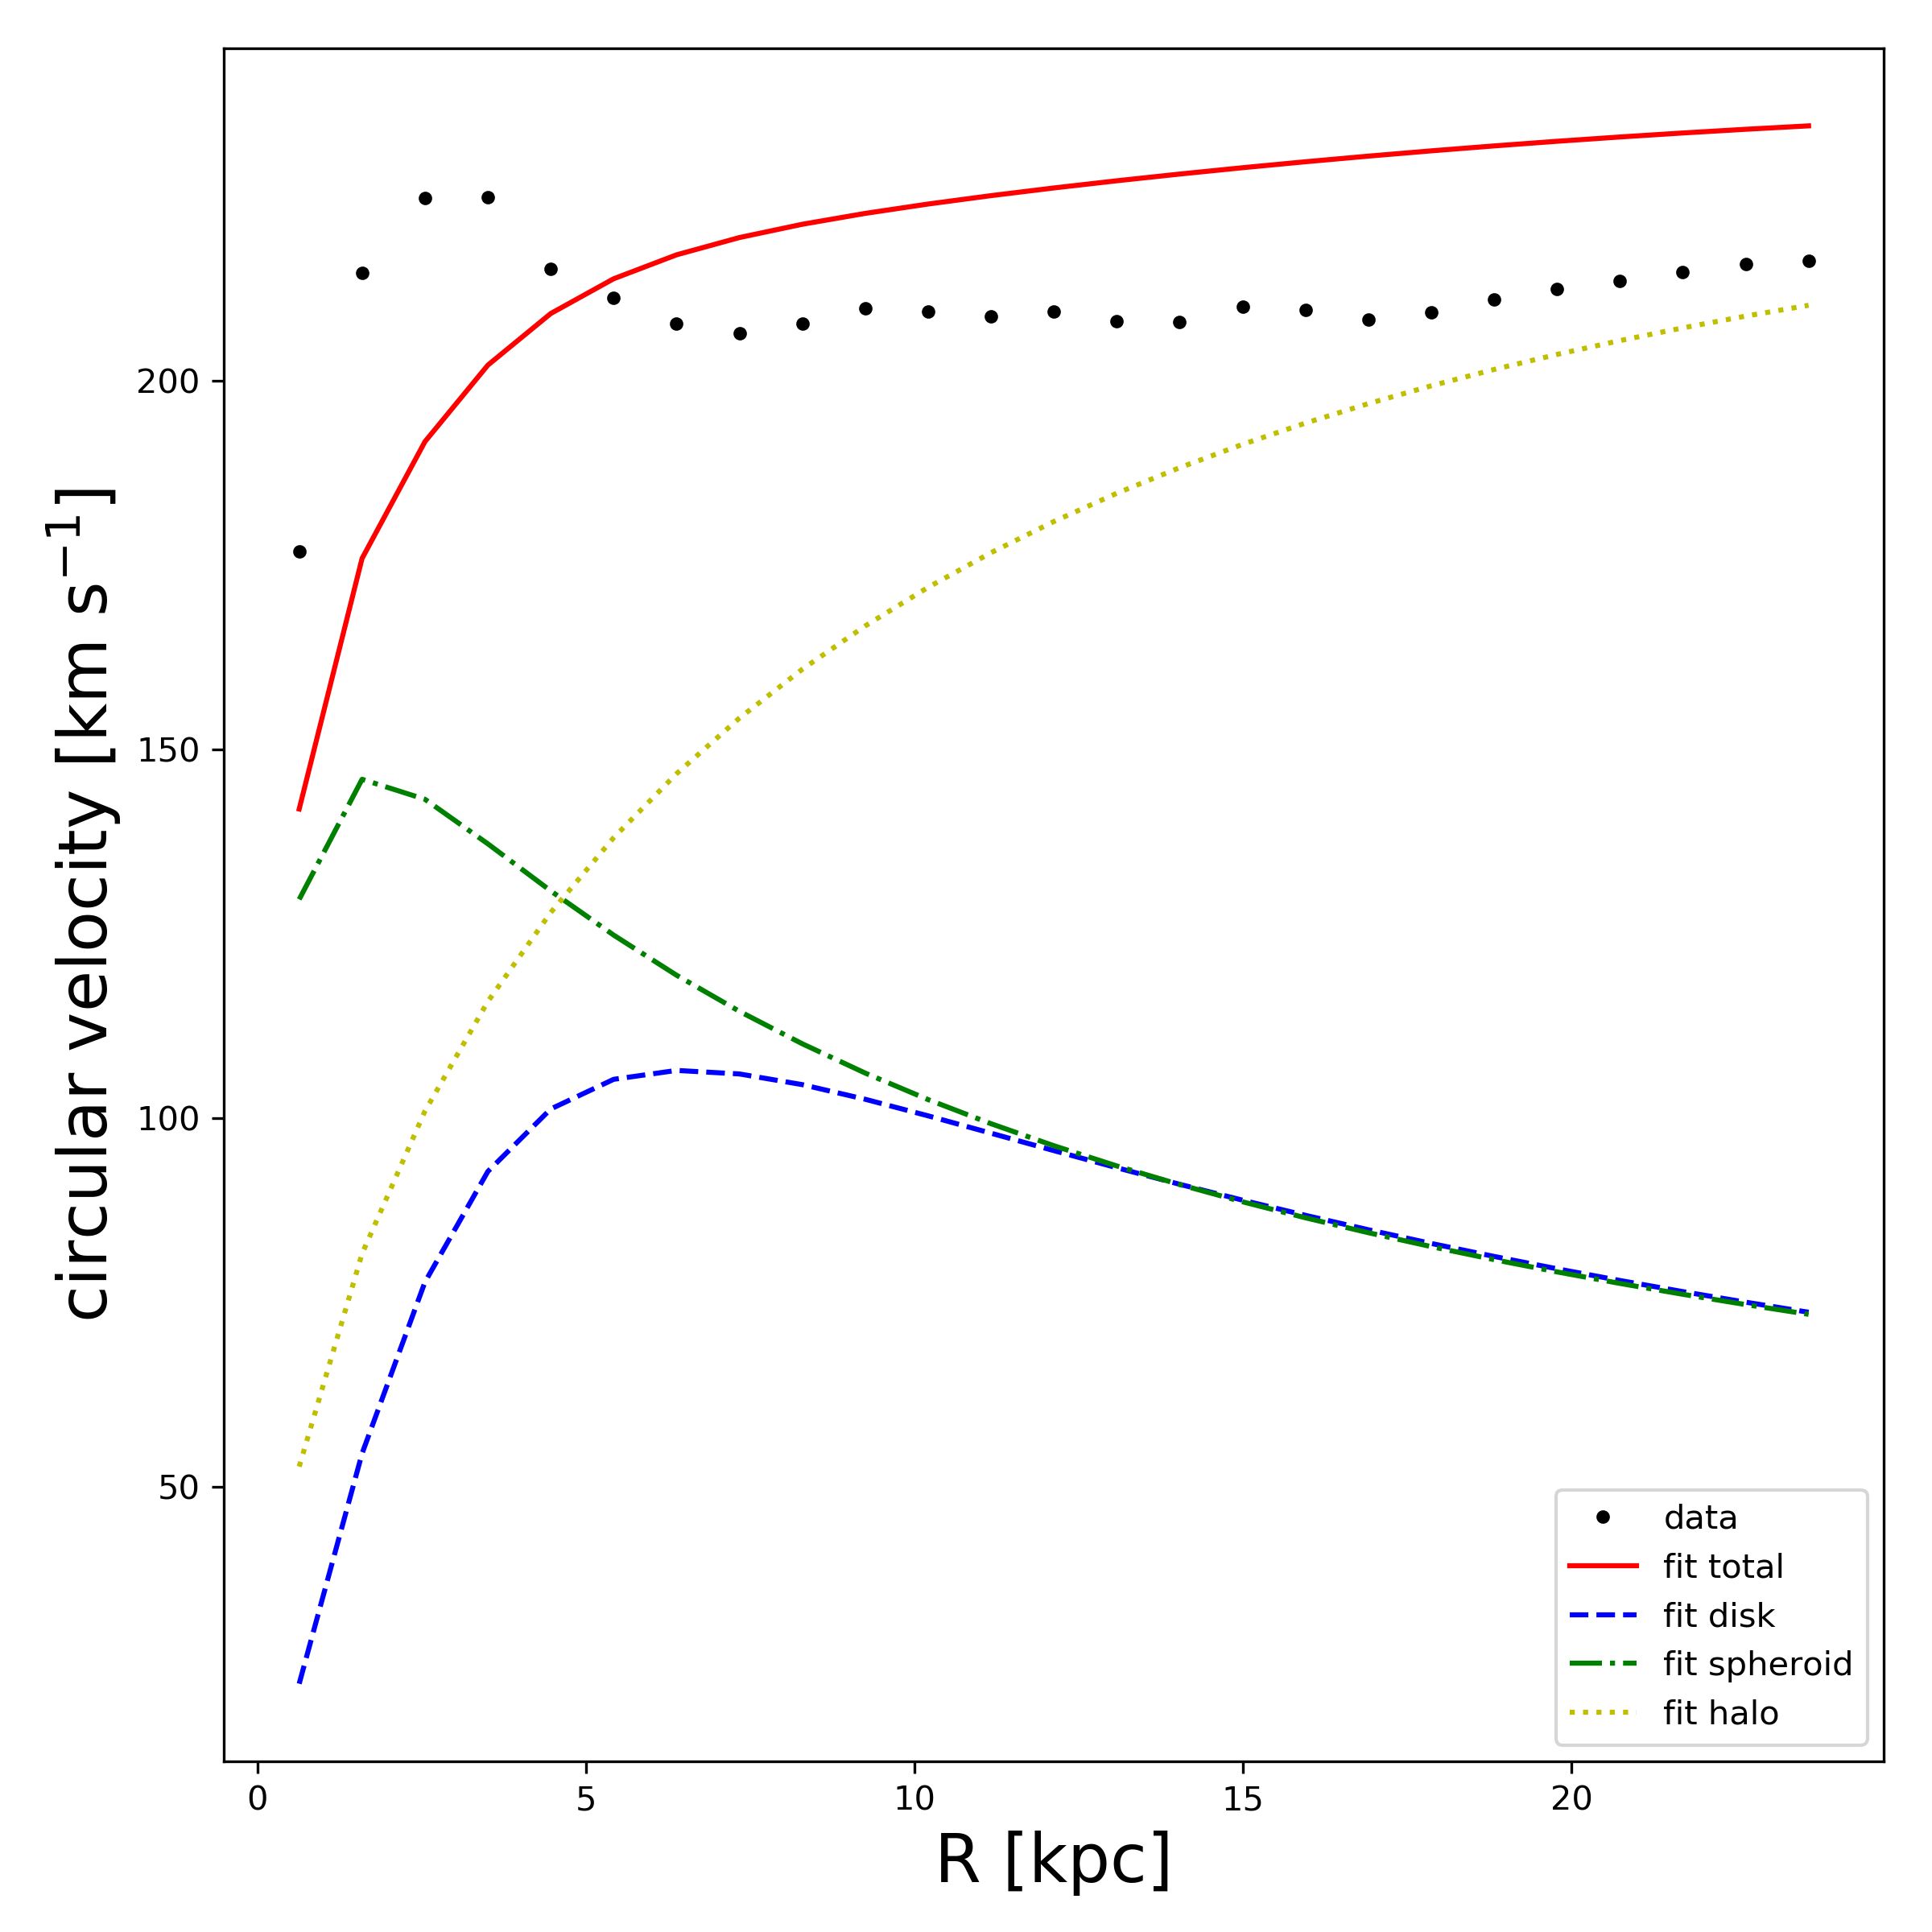 circular velocity [km s⁻¹]
200
150
100
50
data
fit total
fit disk
fit spheroid
fit halo
0 5 10 15 20
R [kpc]